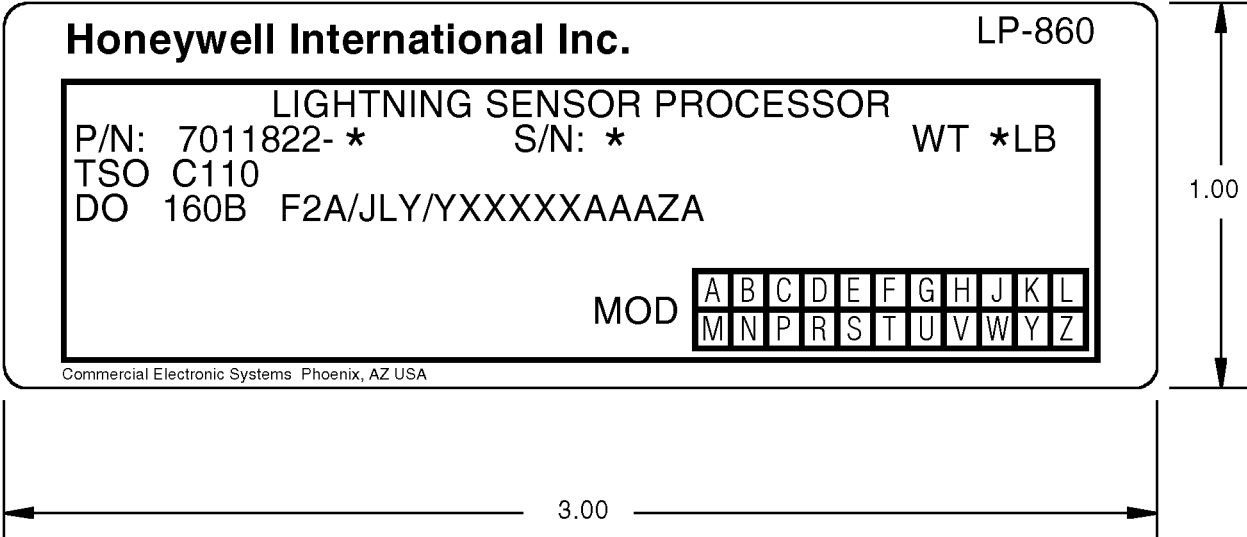 Honeywell International Inc. LP-860
LIGHTNING SENSOR PROCESSOR
P/N: 7011822- * S/N: * WT *LB
TSO C110
DO 160B F2A/JLY/YXXXXXAAAZA
1.00
MOD
A B C D E F G H J K L
M N P R S T U V W Y Z
Commercial Electronic Systems Phoenix, AZ USA
3.00